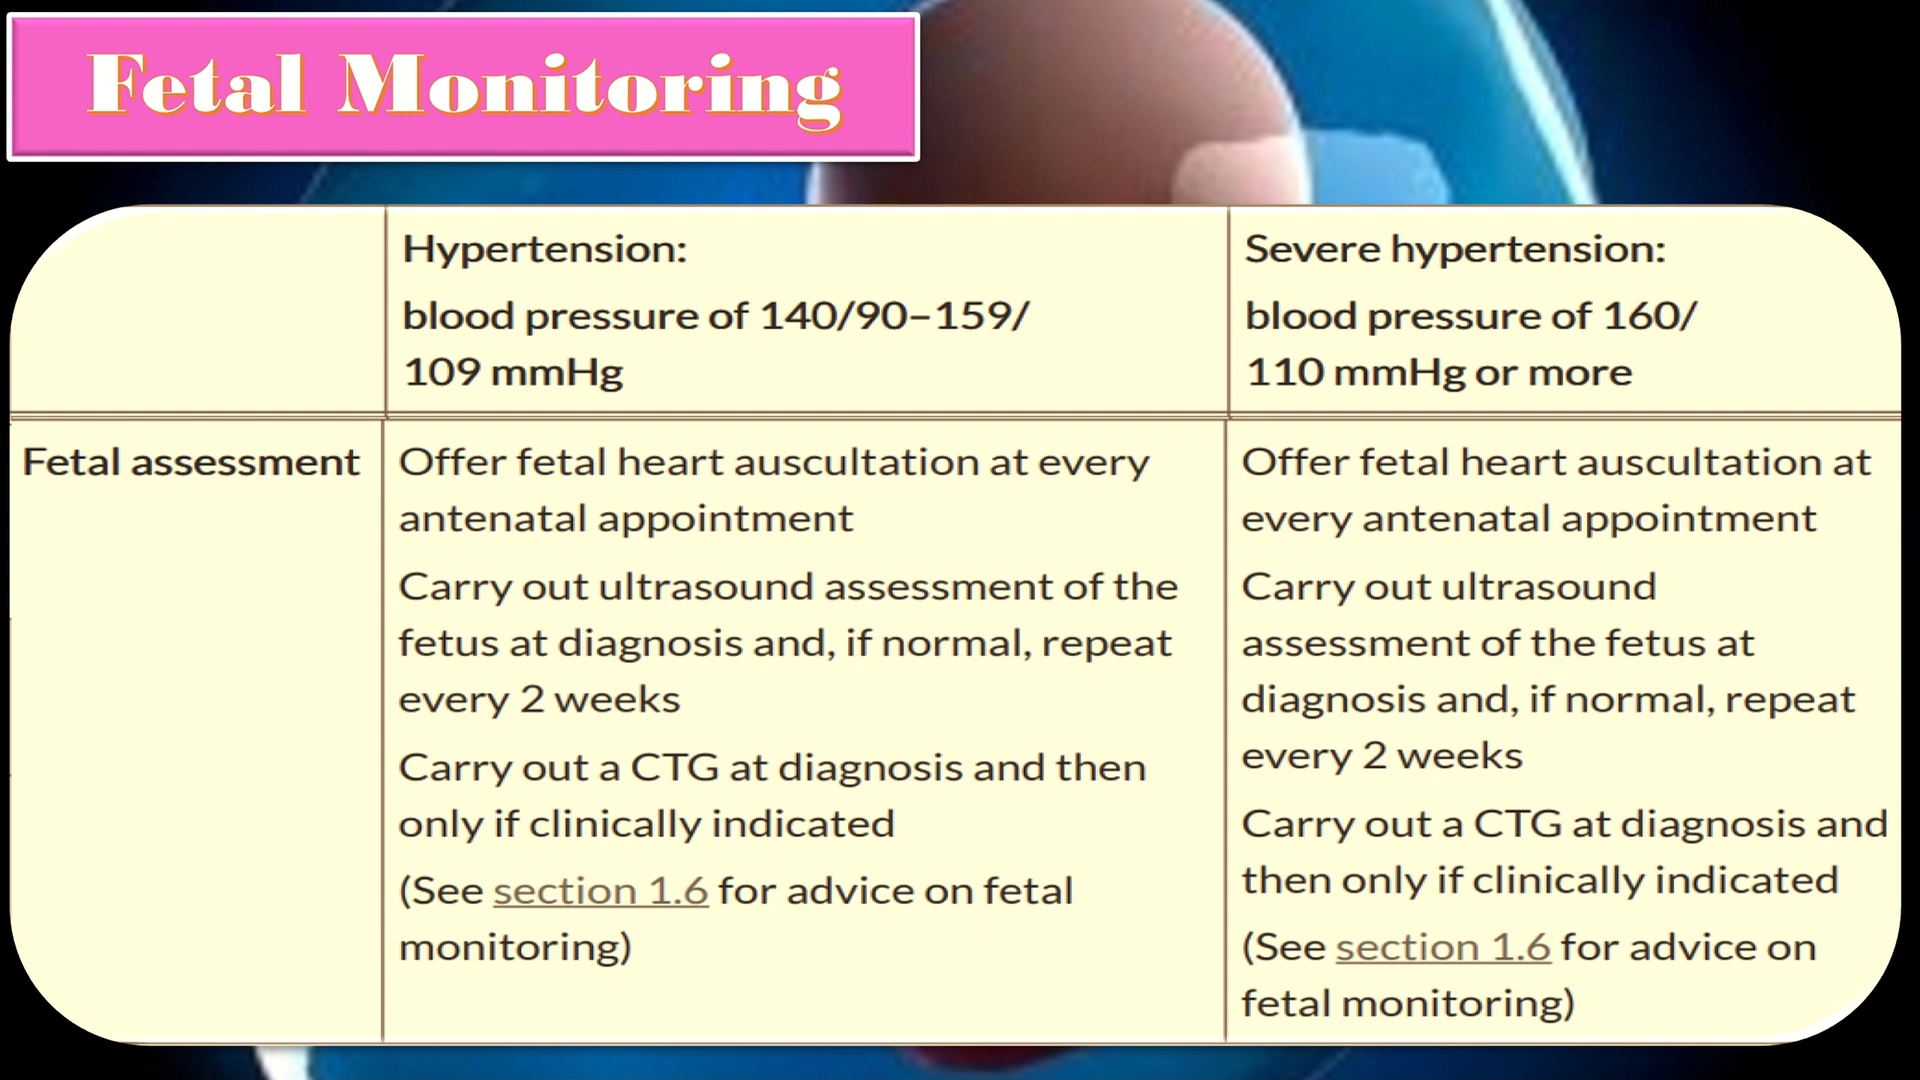 Fetal Monitoring
Hypertension:
blood pressure of 140/90–159/
109 mmHg
Severe hypertension:
blood pressure of 160/
110 mmHg or more
Fetal assessment
Offer fetal heart auscultation at every
antenatal appointment
Carry out ultrasound assessment of the
fetus at diagnosis and, if normal, repeat
every 2 weeks
Carry out a CTG at diagnosis and then
only if clinically indicated
(See section 1.6 for advice on fetal
monitoring)
Offer fetal heart auscultation at
every antenatal appointment
Carry out ultrasound
assessment of the fetus at
diagnosis and, if normal, repeat
every 2 weeks
Carry out a CTG at diagnosis and
then only if clinically indicated
(See section 1.6 for advice on
fetal monitoring)